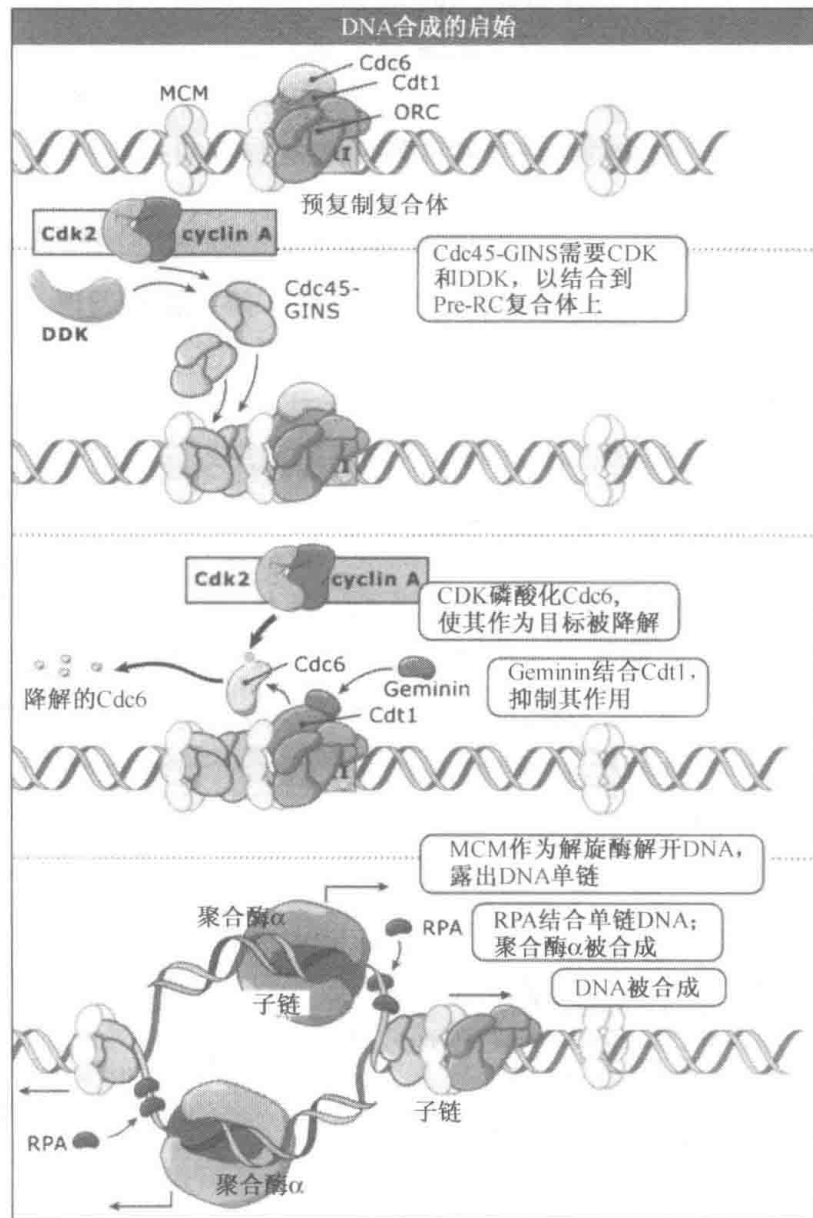 DNA合成的启始
Cdc6
Cdt1
MCM
ORC
预复制复合体
Cdk2
cyclin A
Cdc45-GINS需要CDK
和DDK，以结合到
Pre-RC复合体上
Cdc45-
GINS
DDK
Cdk2
cyclin A
CDK磷酸化Cdc6，
使其作为目标被降解
Cdc6
Geminin
Geminin结合Cdt1，
抑制其作用
降解的Cdc6
Cdt1
MCM作为解旋酶解开DNA，
露出DNA单链
聚合酶α
RPA
RPA结合单链DNA；
聚合酶α被合成
子链
DNA被合成
子链
RPA
聚合酶α